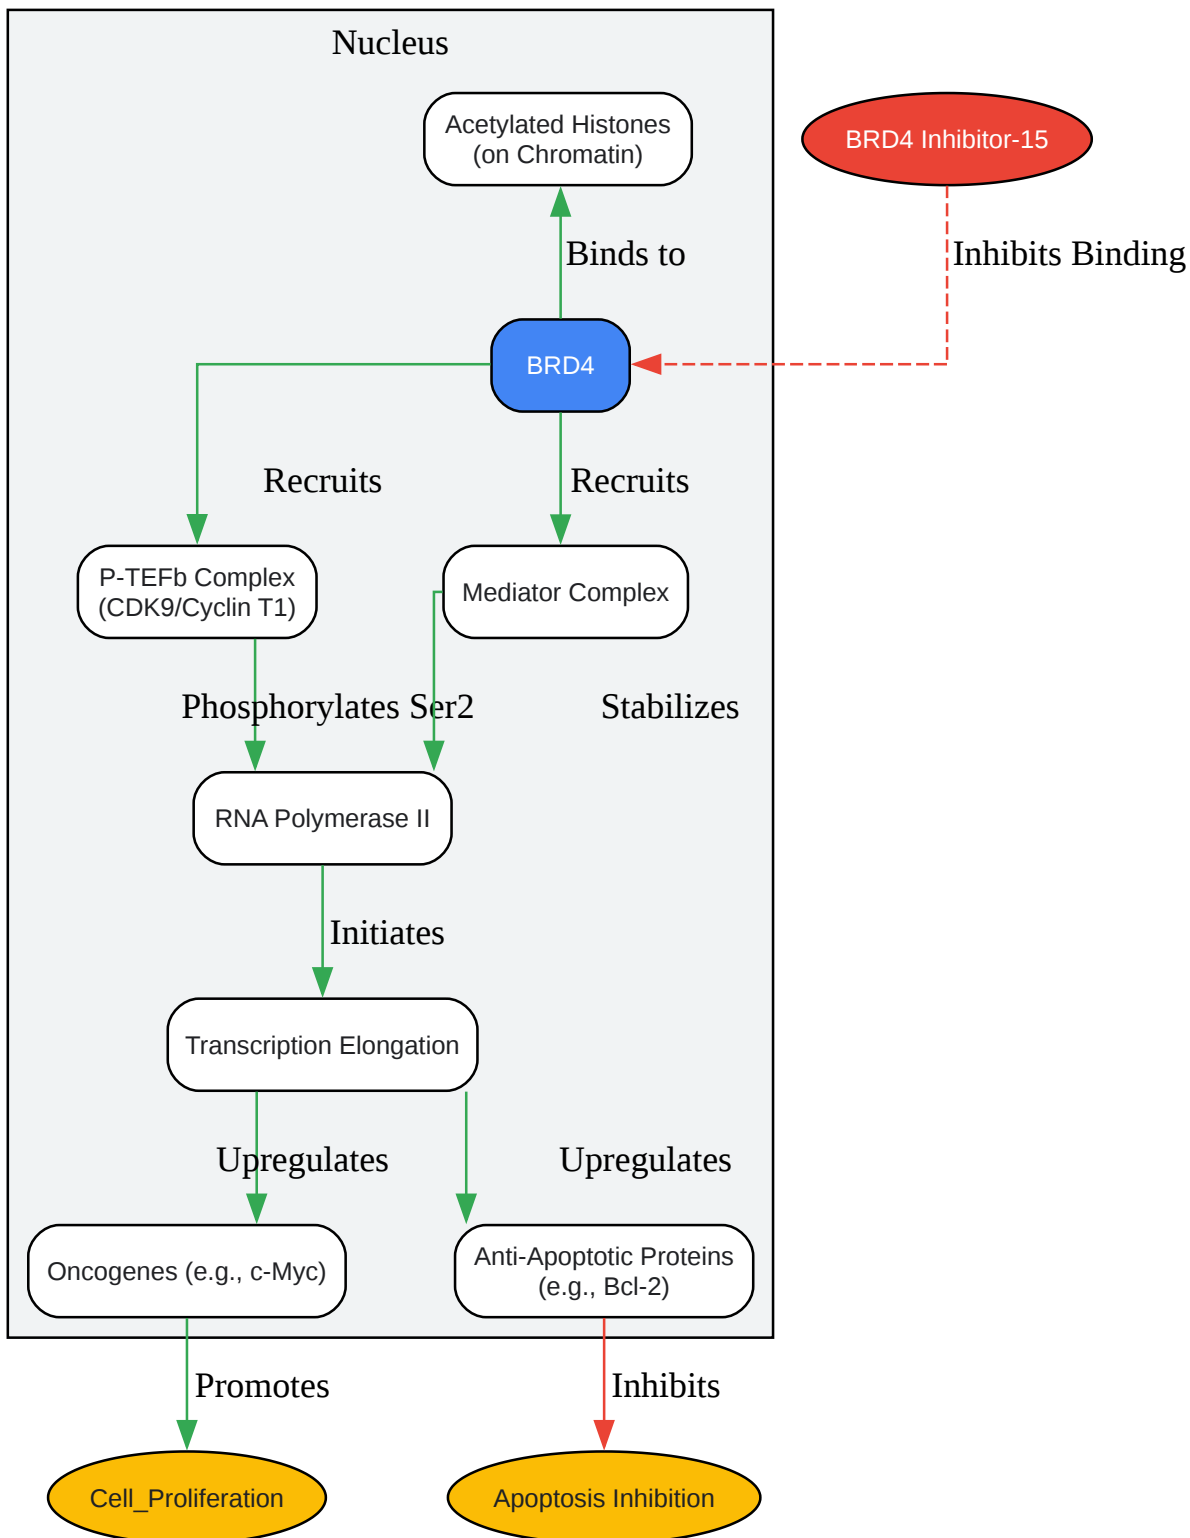 Nucleus
Acetylated Histones
(on Chromatin)
BRD4 Inhibitor-15
Binds to
Inhibits Binding
BRD4
Recruits
Recruits
P-TEFb Complex
(CDK9/Cyclin T1)
Mediator Complex
Phosphorylates Ser2
Stabilizes
RNA Polymerase II
Initiates
Transcription Elongation
Upregulates
Upregulates
Oncogenes (e.g., c-Myc)
Anti-Apoptotic Proteins
(e.g., Bcl-2)
Promotes
Inhibits
Cell_Proliferation
Apoptosis Inhibition